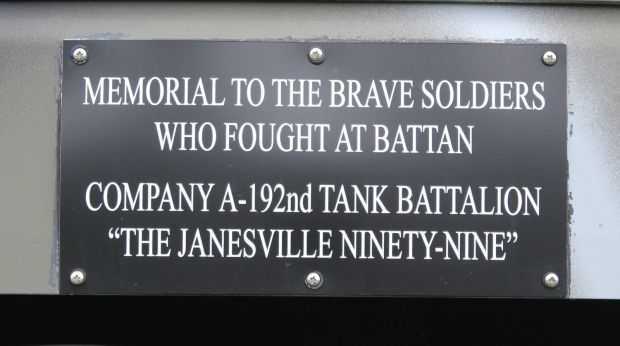 MEMORIAL TO THE BRAVE SOLDIERS
WHO FOUGHT AT BATTAN
COMPANY A-192nd TANK BATTALION
“THE JANESVILLE NINETY-NINE”